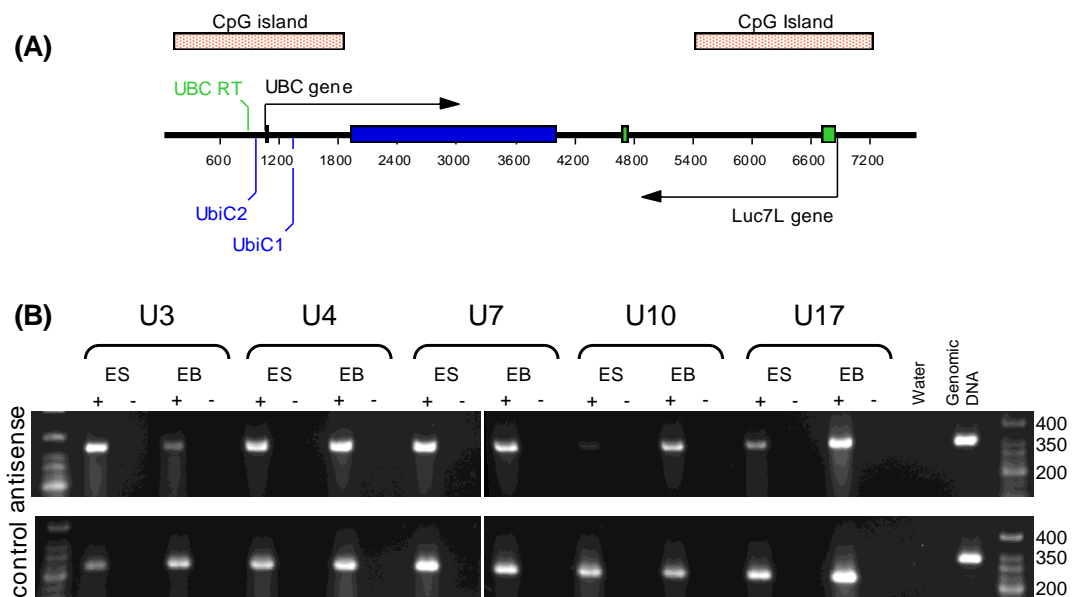 CpG island
CpG Island
(A)
UBC RT
UBC gene
600 1200 1800 2400 3000 3600 4200 4800 5400 6000 6600 7200
UbiC2
UbiC1
Luc7L gene
(B)
U3 U4 U7 U10 U17
ES EB ES EB ES EB ES EB ES EB
Water
Genomic
DNA
+ - + - + - + - + - + - + - + - + - + -
antisense
400
350
200
control
400
350
200